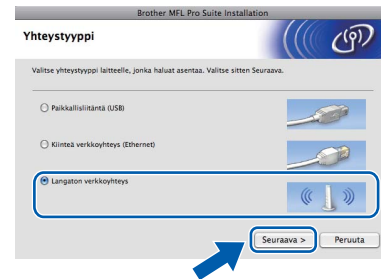 Brother MFL Pro Suite Installation
Yhteystyyppi
Valitse yhteystyyppi laitteelle, jonka haluat asentaa. Valitse sitten Seuraava.
Paikallisliitäntä (USB)
Kiinteä verkkoyhteys (Ethernet)
Langaton verkkoyhteys
Seuraava > Peruuta